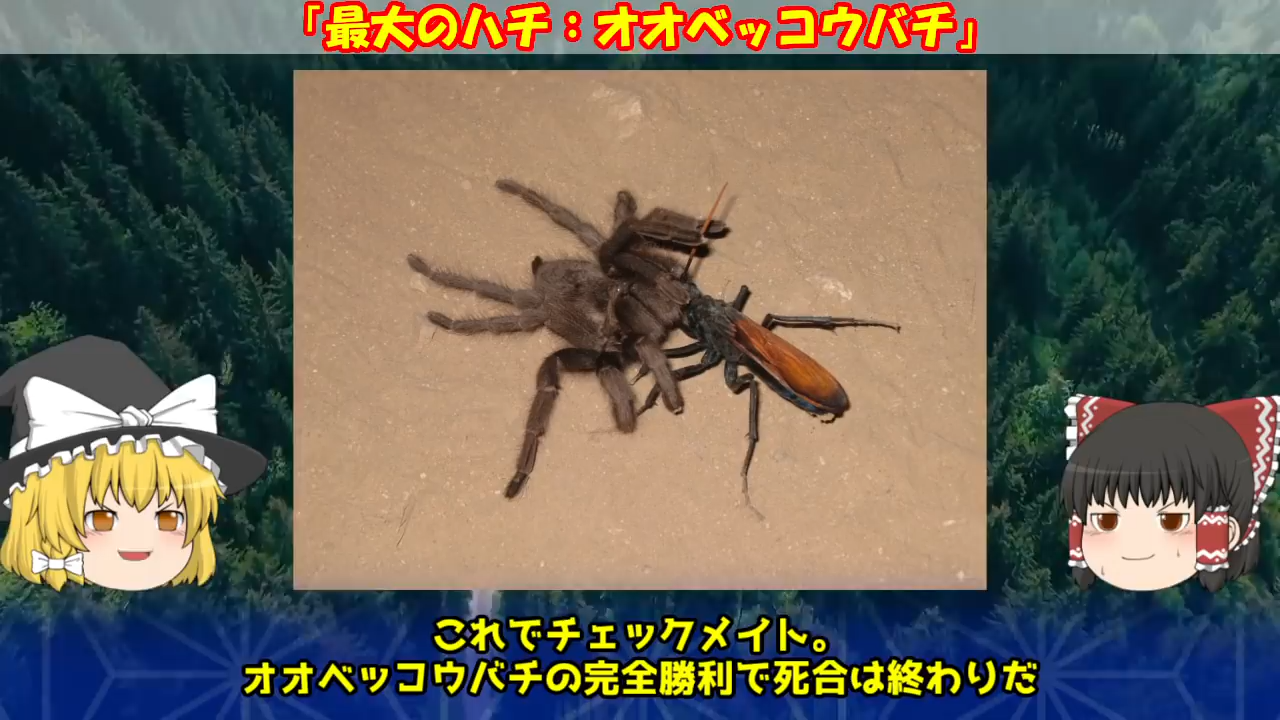 「最大のハチ：オオベッコウバチ」
これでチェックメイト。
オオベッコウバチの完全勝利で死合は終わりだ